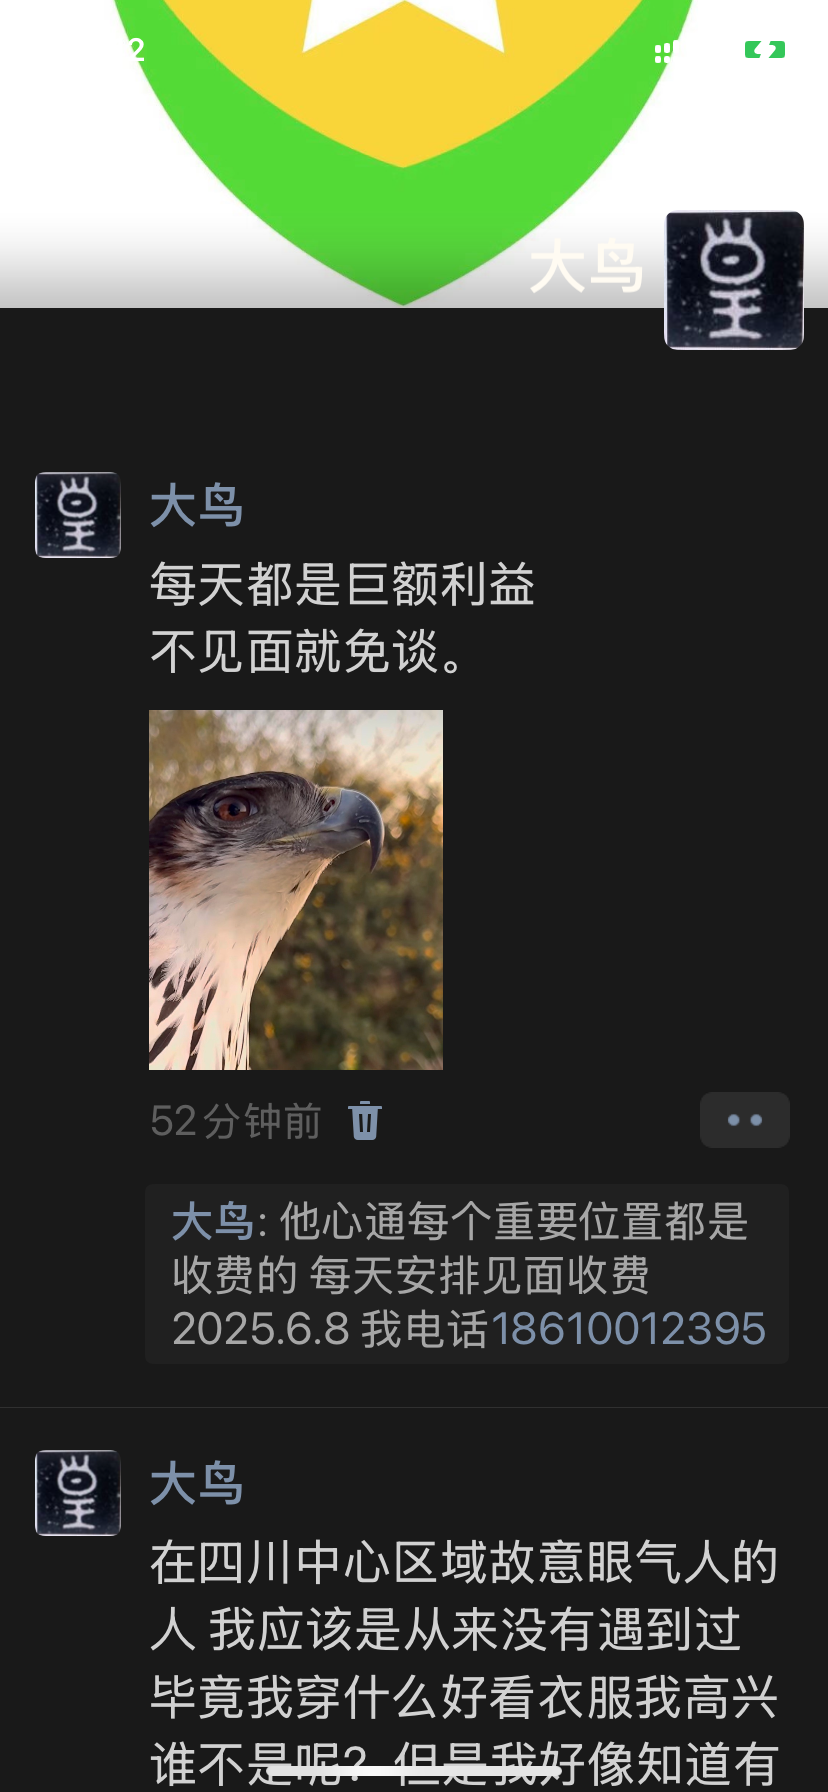 2
大鸟
大鸟
每天都是巨额利益
不见面就免谈。
52分钟前
大鸟: 他心通每个重要位置都是
收费的 每天安排见面收费
2025.6.8 我电话18610012395
大鸟
在四川中心区域故意眼气人的
人 我应该是从来没有遇到过
毕竟我穿什么好看衣服我高兴
谁不是呢？但是我好像知道有